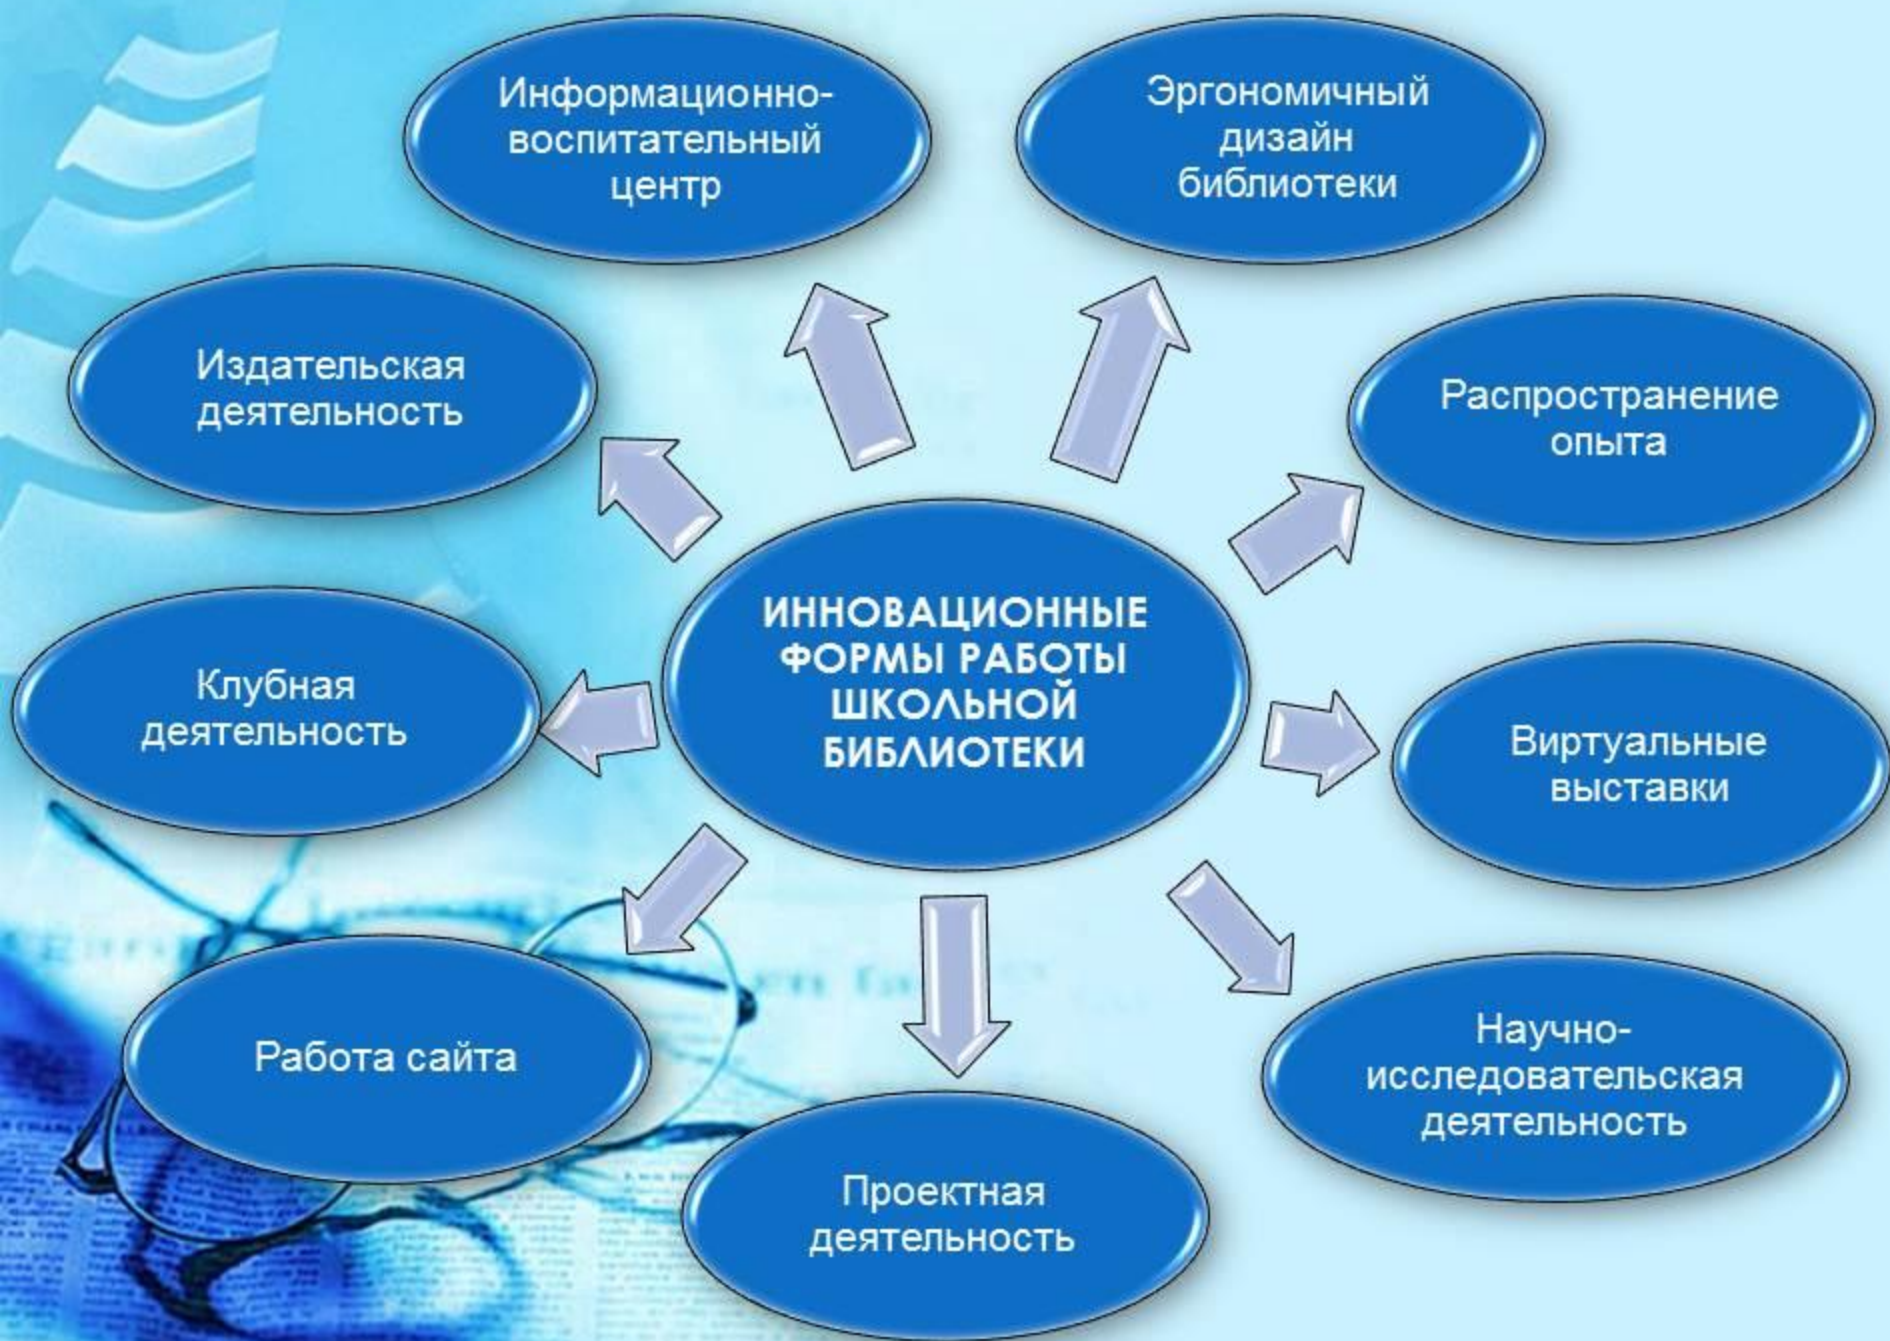 Информационно-
воспитательный
центр
Эргономичный
дизайн
библиотеки
Издательская
деятельность
Распространение
опыта
ИННОВАЦИОННЫЕ
ФОРМЫ РАБОТЫ
ШКОЛЬНОЙ
БИБЛИОТЕКИ
Клубная
деятельность
Виртуальные
выставки
Работа сайта
Научно-
исследовательская
деятельность
Проектная
деятельность